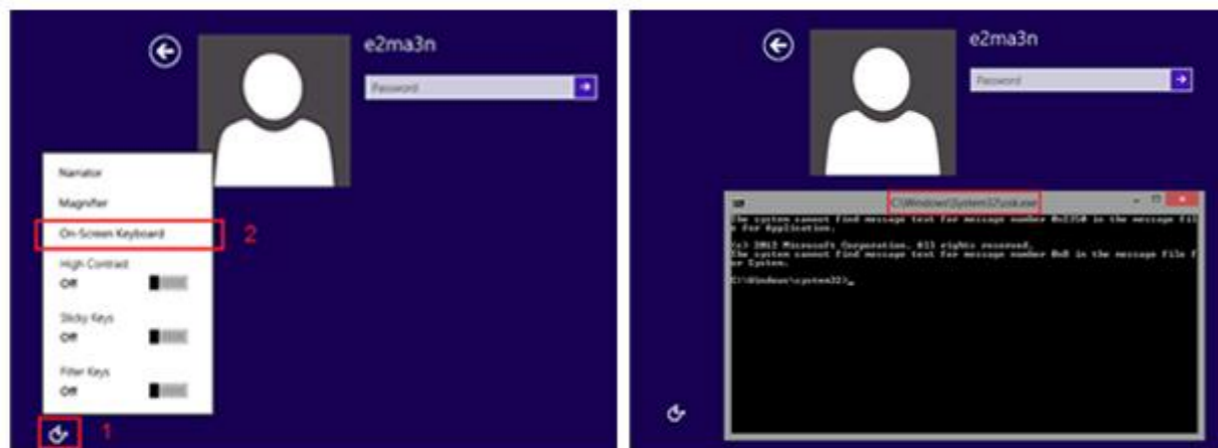 e2ma3n
Password
Narrator
Magnifier
On-Screen Keyboard
2
High Contrast
Off
Sticky Keys
Off
Filter Keys
Off
1
e2ma3n
Password
C:\Windows\System32\osk.exe
The system cannot find message text for message number 0x2350 in the message fil
e for Application.
(c) 2012 Microsoft Corporation. All rights reserved.
The system cannot find message text for message number 0x8 in the message file f
or System.
C:\Windows\system32>_